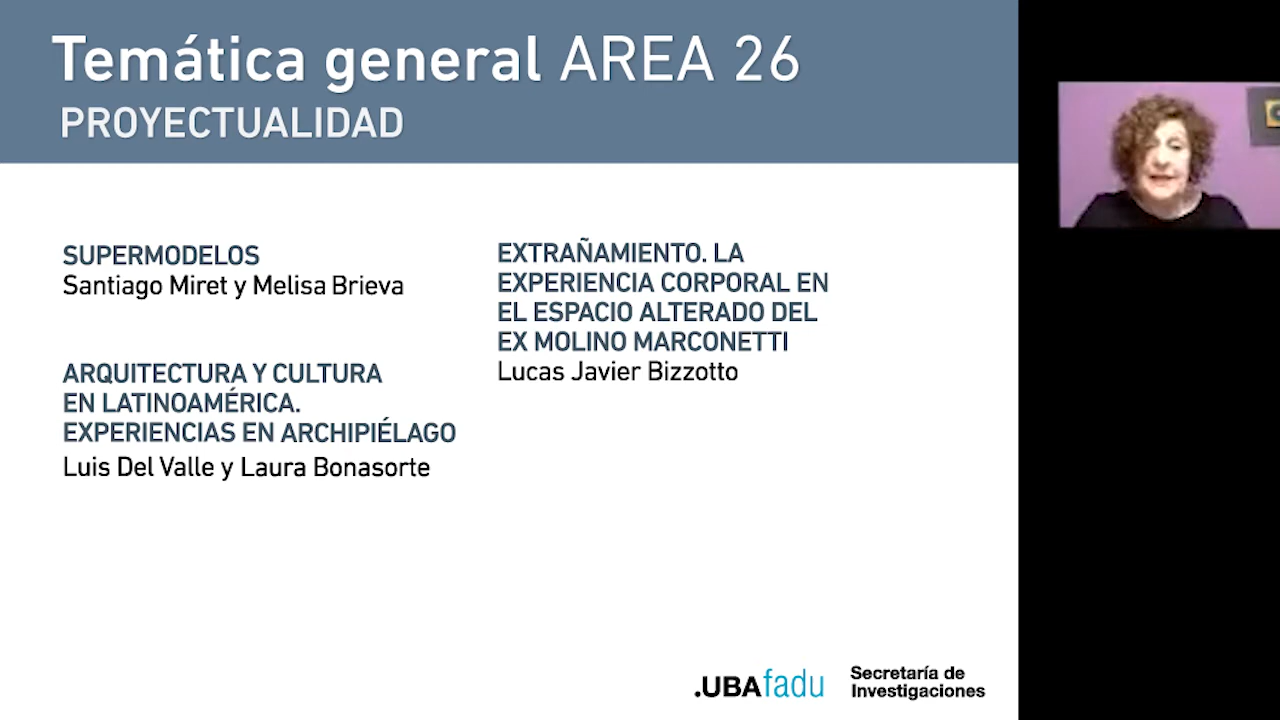 Temática general AREA 26
PROYECTUALIDAD
SUPERMODELOS
Santiago Miret y Melisa Brieva
ARQUITECTURA Y CULTURA
EN LATINOAMÉRICA.
EXPERIENCIAS EN ARCHIPIÉLAGO
Luis Del Valle y Laura Bonasorte
EXTRAÑAMIENTO. LA
EXPERIENCIA CORPORAL EN
EL ESPACIO ALTERADO DEL
EX MOLINO MARCONETTI
Lucas Javier Bizzotto
.UBAfadu
Secretaría de
Investigaciones